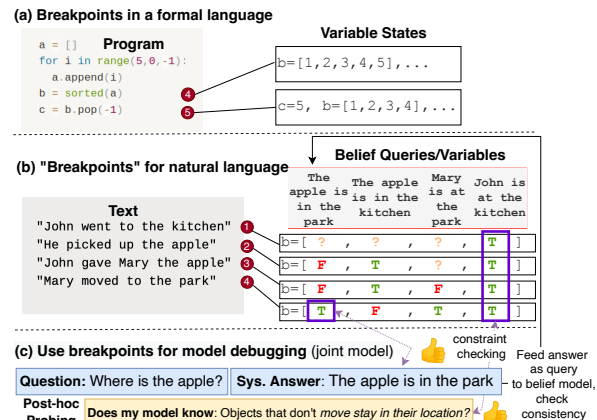 (a) Breakpoints in a formal language
Program
Variable States
a = []
for i in range(5,0,-1):
a.append(i)
b = sorted(a)
c = b.pop(-1)
4
5
b=[1,2,3,4,5],...
c=5, b=[1,2,3,4],...
(b) "Breakpoints" for natural language
Belief Queries/Variables
The apple is in the park
The apple is in the kitchen
Mary is at the park
John is at the kitchen
Text
"John went to the kitchen"
"He picked up the apple"
"John gave Mary the apple"
"Mary moved to the park"
1
2
3
4
b=[ ? , ? , ? , T ]
b=[ F , T , ? , T ]
b=[ F , T , F , T ]
b=[ T , F , T , T ]
(c) Use breakpoints for model debugging (joint model)
constraint checking
Feed answer as query to belief model, check consistency
Question: Where is the apple?
Sys. Answer: The apple is in the park
Post-hoc
Probing
Does my model know: Objects that don't move stay in their location?